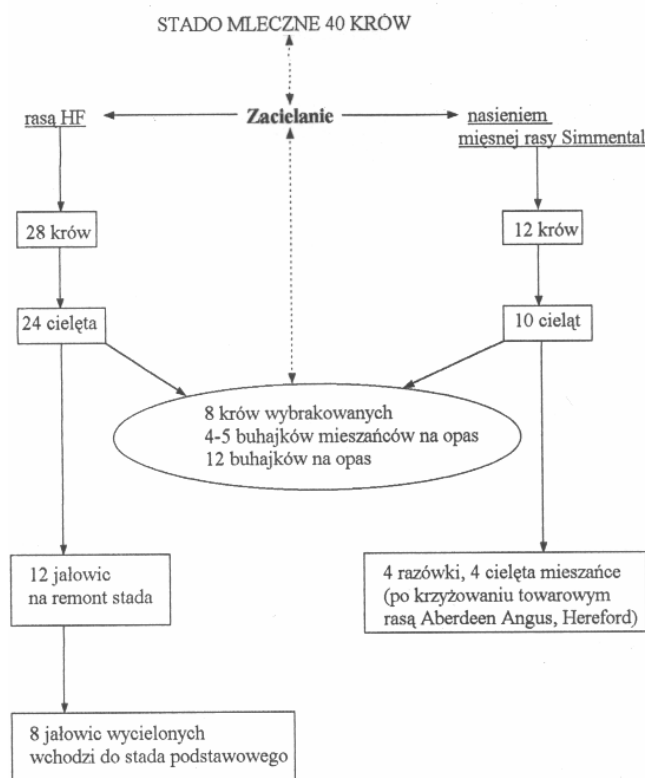 STADO MLECZNE 40 KRÓW
rasą HF
Zacielanie
nasieniem
mięsnej rasy Simmental
28 krów
12 krów
24 cielęta
10 cieląt
8 krów wybrakowanych
4-5 buhajków mieszańców na opas
12 buhajków na opas
12 jałowic
na remont stada
4 razówki, 4 cielęta mieszańce
(po krzyżowaniu towarowym
rasą Aberdeen Angus, Hereford)
8 jałowic wycielonych
wchodzi do stada podstawowego